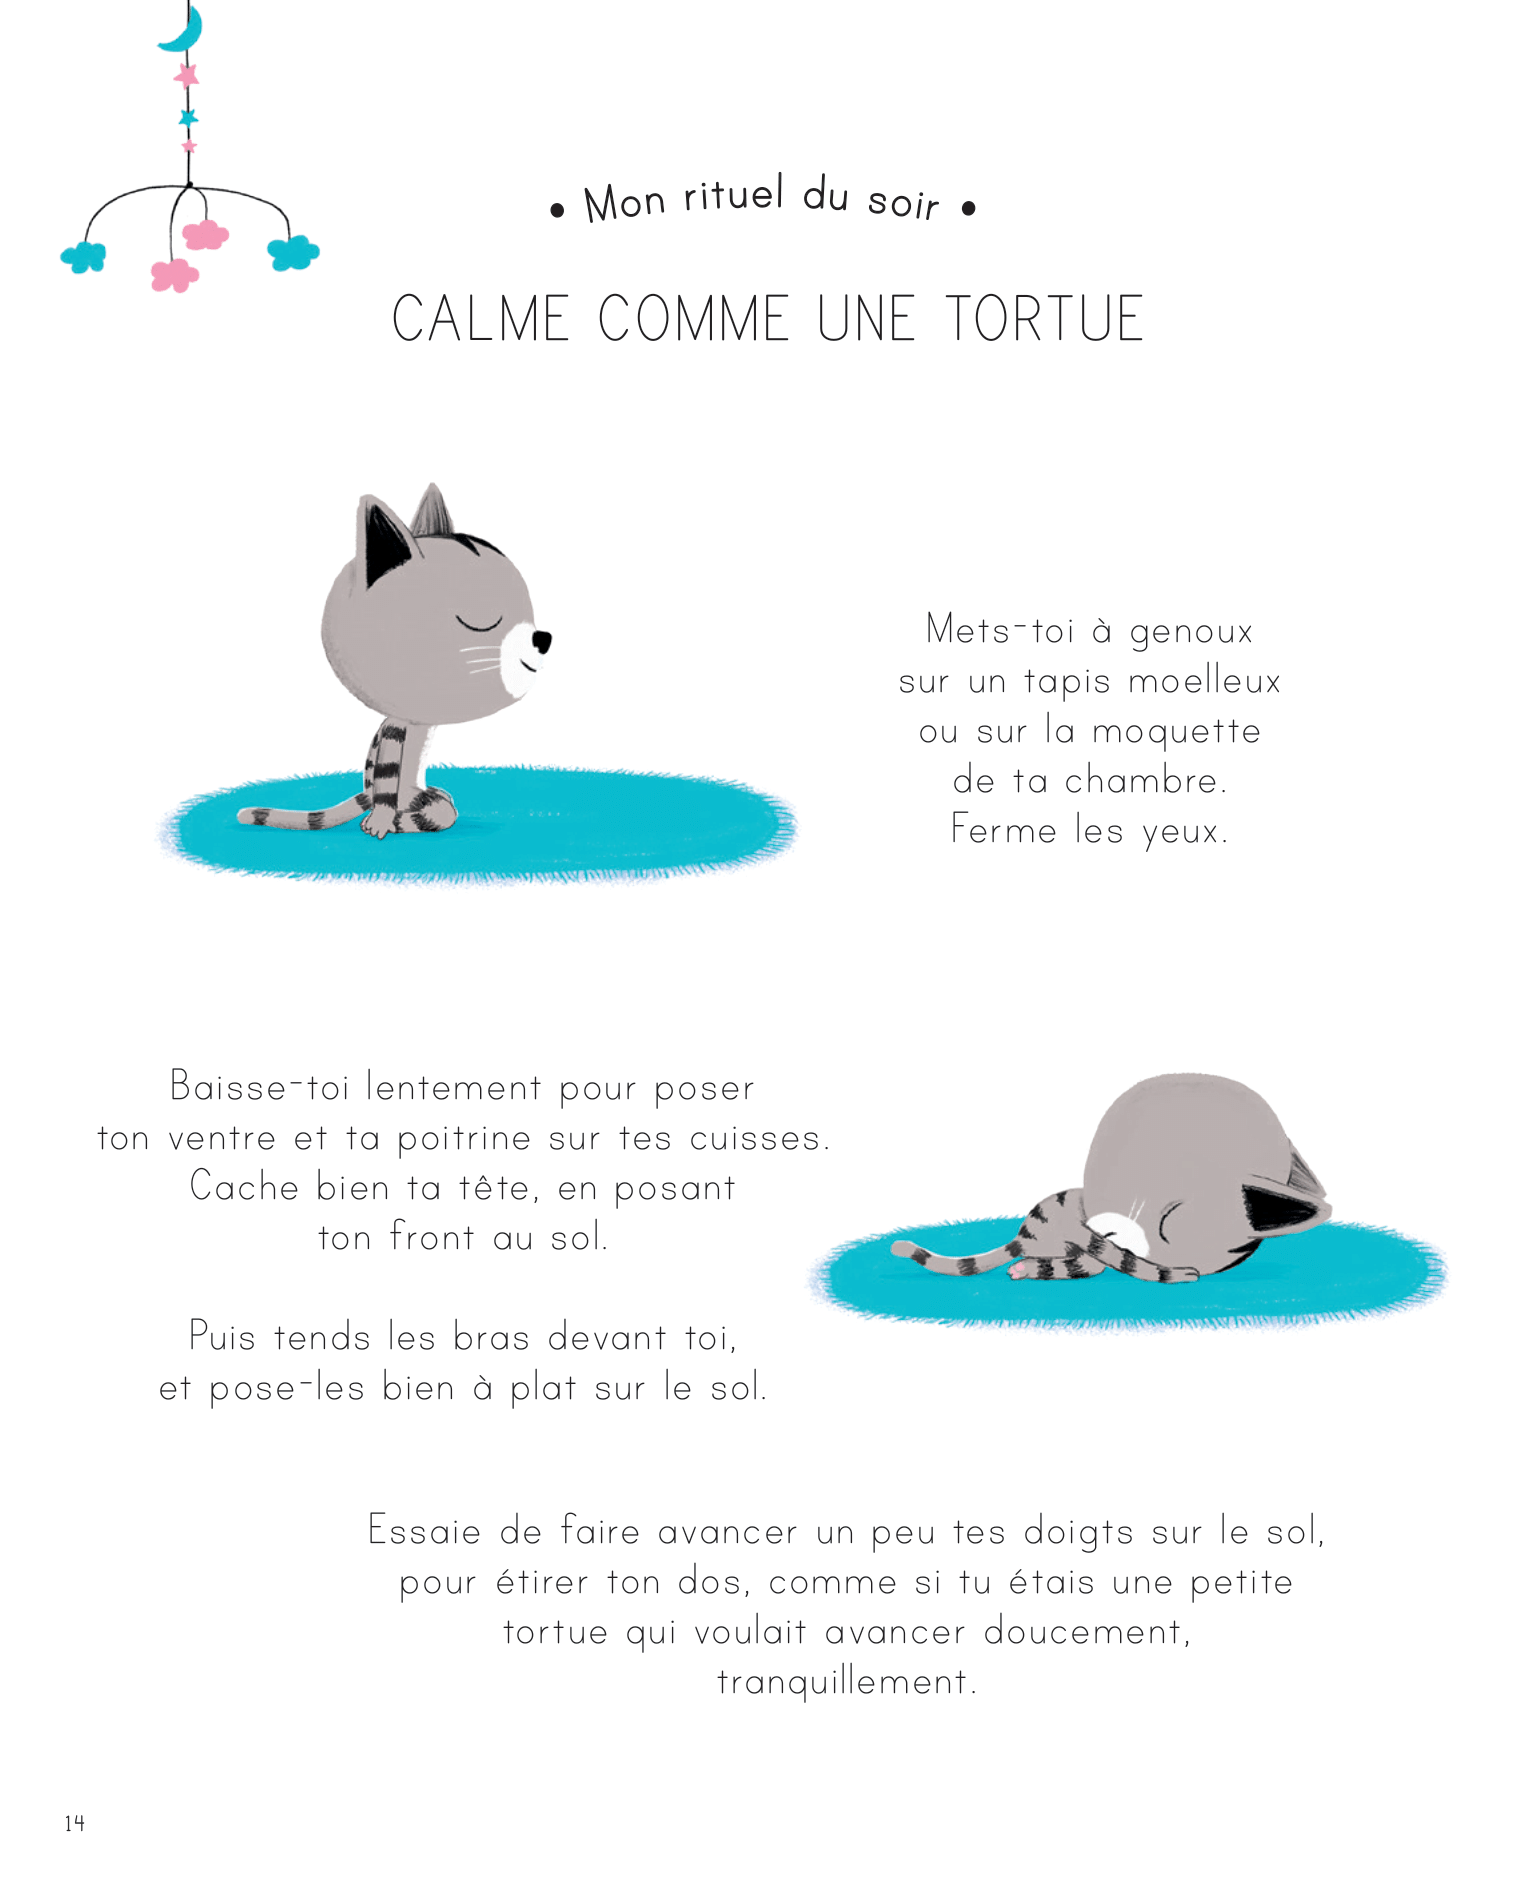 • Mon rituel du soir •
CALME COMME UNE TORTUE
Mets-toi à genoux
sur un tapis moelleux
ou sur la moquette
de ta chambre.
Ferme les yeux.
Baisse-toi lentement pour poser
ton ventre et ta poitrine sur tes cuisses.
Cache bien ta tête, en posant
ton front au sol.
Puis tends les bras devant toi,
et pose-les bien à plat sur le sol.
Essaie de faire avancer un peu tes doigts sur le sol,
pour étirer ton dos, comme si tu étais une petite
tortue qui voulait avancer doucement,
tranquillement.
14